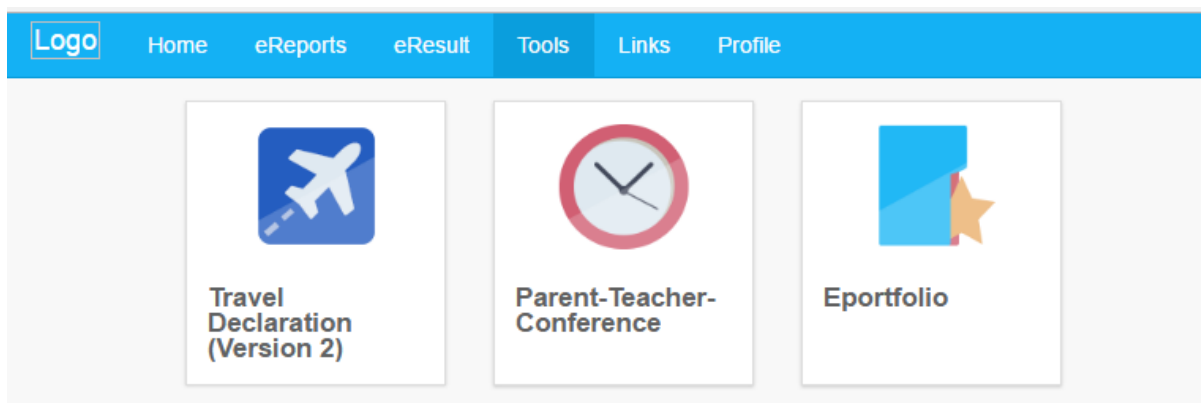 Logo Home eReports eResult Tools Links Profile
Travel
Declaration
(Version 2)
Parent-Teacher-
Conference
Eportfolio